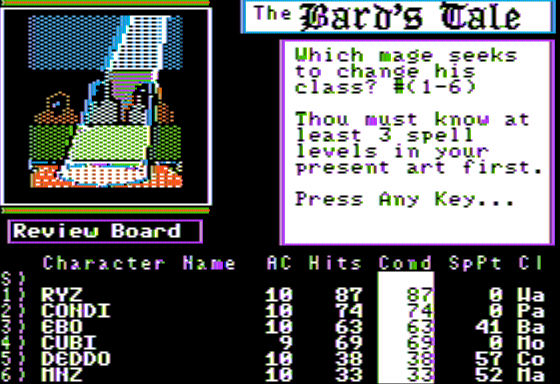 The Bard's Tale
Which mage seeks
to change his
class? #(1-6)
Thou must know at
least 3 spell
levels in your
present art first.
Press Any Key...
Review Board
Character Name AC Hits Cond SpPt Cl
S)
1) RYZ 10 87 87 0 Wa
2) CONDI 10 74 74 0 Pa
3) EBO 10 63 63 41 Ba
4) CUBI 9 69 69 0 Mo
5) DEDDO 10 38 38 57 Co
6) MNZ 10 33 33 52 Ma